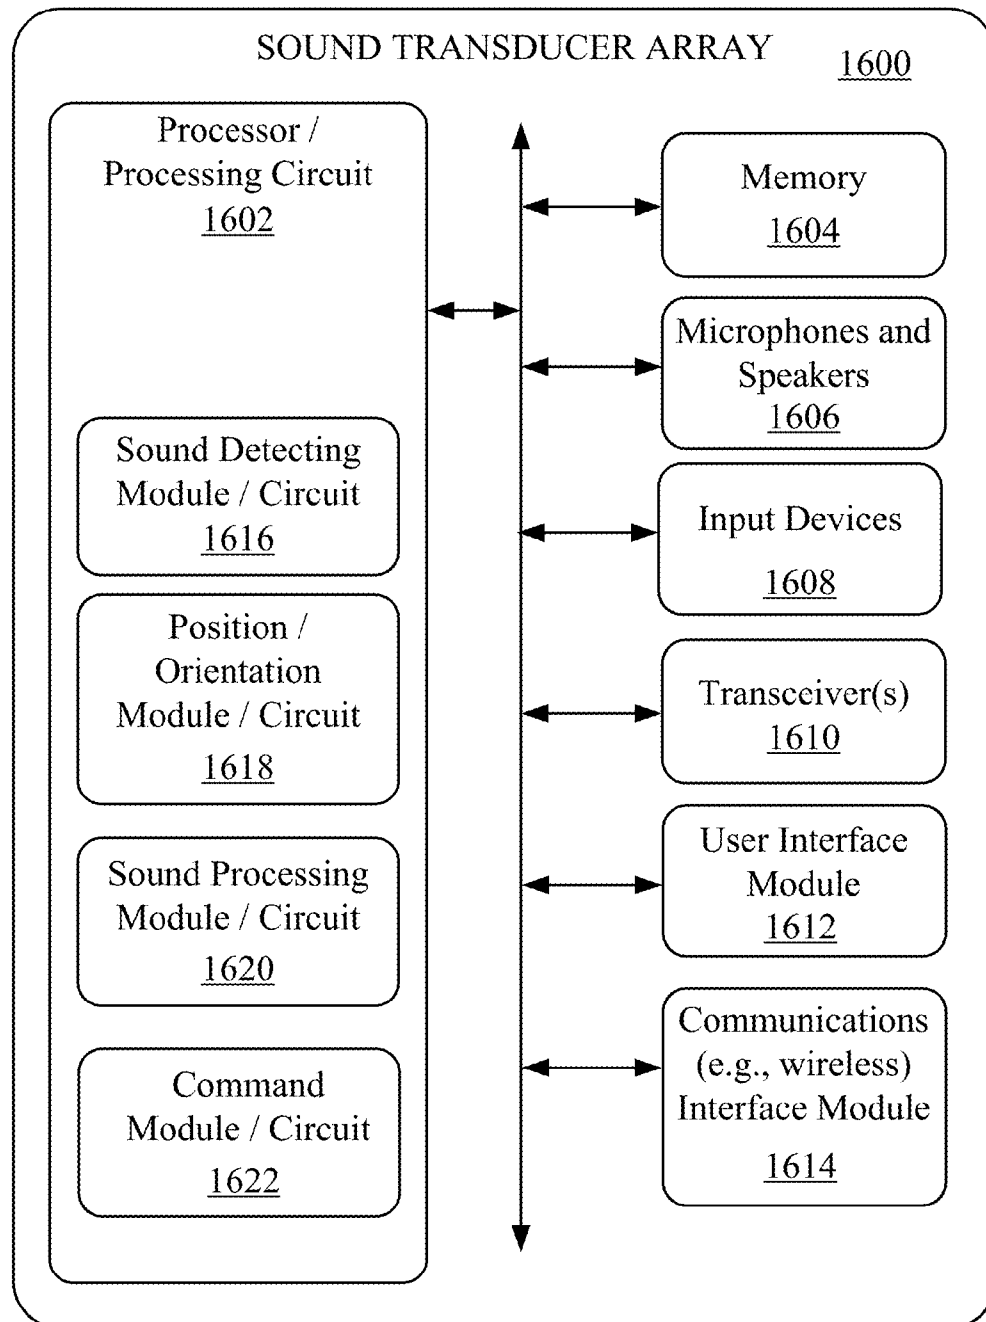 SOUND TRANSDUCER ARRAY
1600
Processor /
Processing Circuit
1602
Sound Detecting
Module / Circuit
1616
Position /
Orientation
Module / Circuit
1618
Sound Processing
Module / Circuit
1620
Command
Module / Circuit
1622
Memory
1604
Microphones and
Speakers
1606
Input Devices
1608
Transceiver(s)
1610
User Interface
Module
1612
Communications
(e.g., wireless)
Interface Module
1614